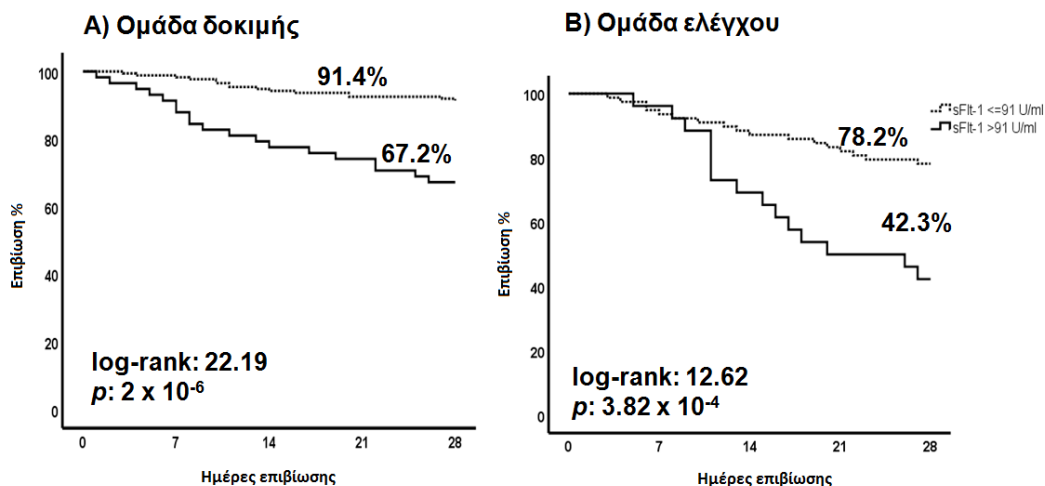 Α) Ομάδα δοκιμής
100
80
60
40
20
0
Επιβίωση %
91.4%
67.2%
log-rank: 22.19
p: 2 x 10-6
0 7 14 21 28
Ημέρες επιβίωσης
Β) Ομάδα ελέγχου
100
80
60
40
20
0
Επιβίωση %
sFlt-1 <=91 U/ml
sFlt-1 >91 U/ml
78.2%
42.3%
log-rank: 12.62
p: 3.82 x 10-4
0 7 14 21 28
Ημέρες επιβίωσης